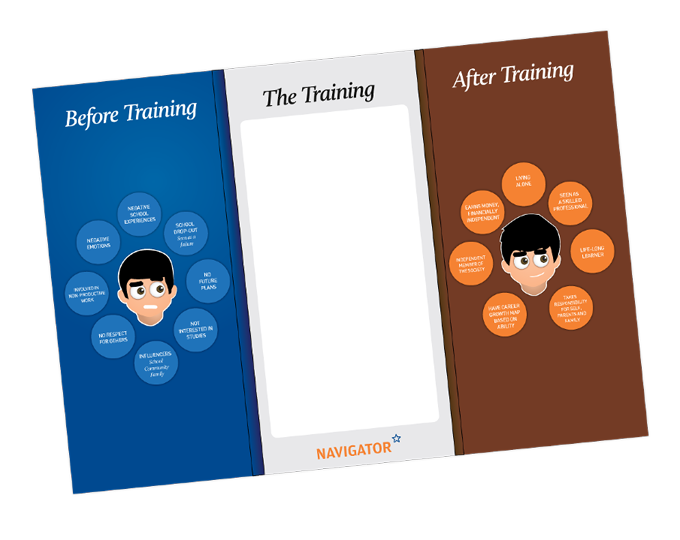 Before Training
NEGATIVE
SCHOOL
EXPERIENCES
SCHOOL
DROP-OUT
Seen as a
failure
NO
FUTURE
PLANS
NOT
INTERESTED IN
STUDIES
INFLUENCERS
School
Community
Family
NO RESPECT
FOR OTHERS
INVOLVED IN
NON-PRODUCTIVE
WORK
NEGATIVE
EMOTIONS
The Training
NAVIGATOR
After Training
LIVING
ALONE
SEEN AS
A SKILLED
PROFESSIONAL
LIFE-LONG
LEARNER
TAKES
RESPONSIBILITY
FOR SELF,
PARENTS AND
FAMILY
HAVE CAREER
GROWTH MAP
BASED ON
ABILITY
INDEPENDENT
MEMBER OF
THE SOCIETY
EARNS MONEY,
FINANCIALLY
INDEPENDENT